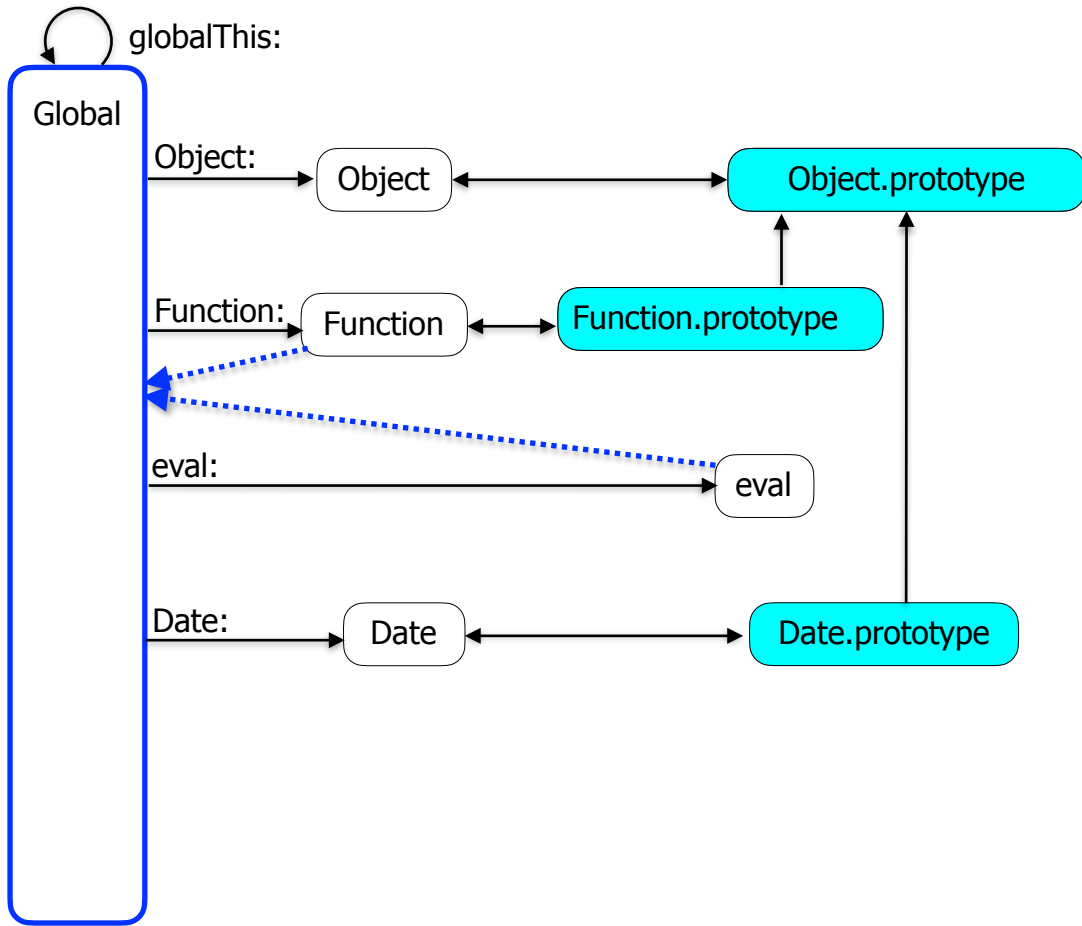 globalThis:
Global
Object:
Object
Object.prototype
Function:
Function
Function.prototype
eval:
eval
Date:
Date
Date.prototype